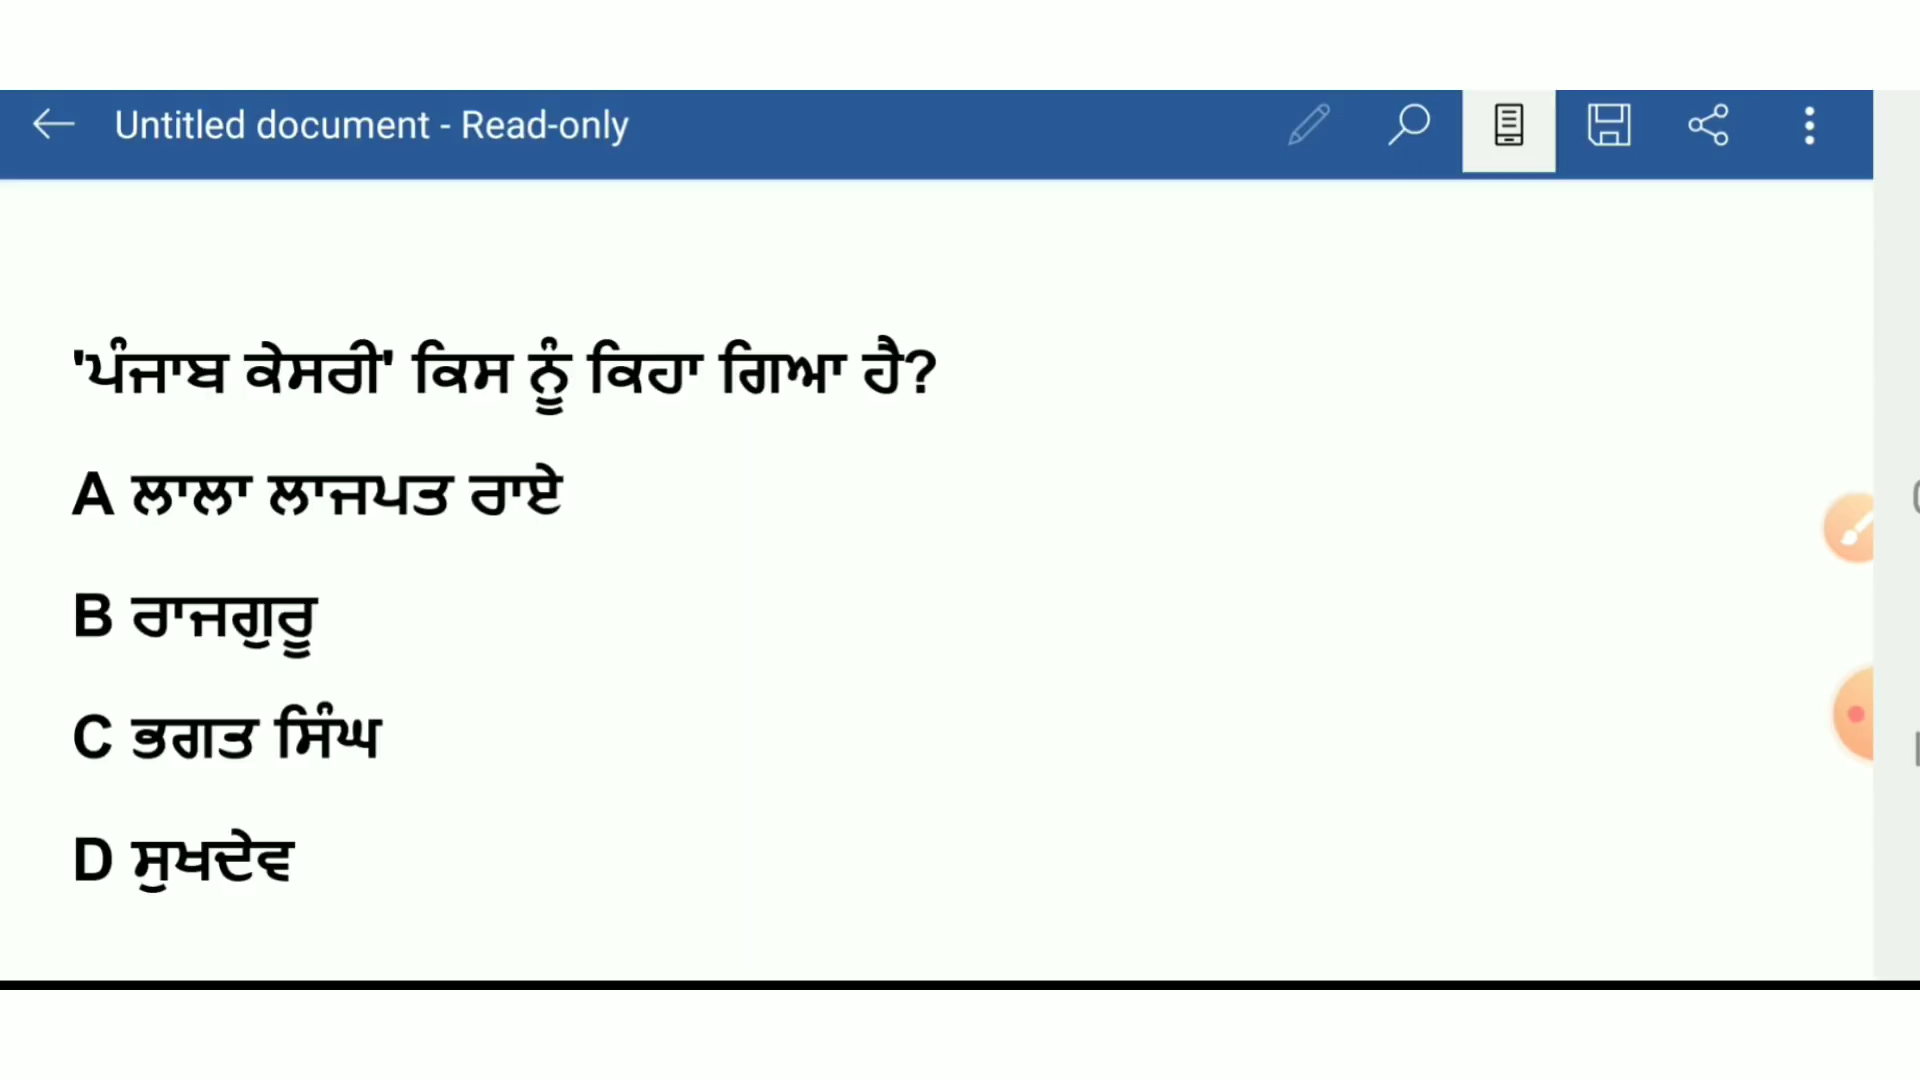 Untitled document - Read-only
'ਪੰਜਾਬ ਕੇਸਰੀ' ਕਿਸ ਨੂੰ ਕਿਹਾ ਗਿਆ ਹੈ?
A ਲਾਲਾ ਲਾਜਪਤ ਰਾਏ
B ਰਾਜਗੁਰੂ
C ਭਗਤ ਸਿੰਘ
D ਸੁਖਦੇਵ